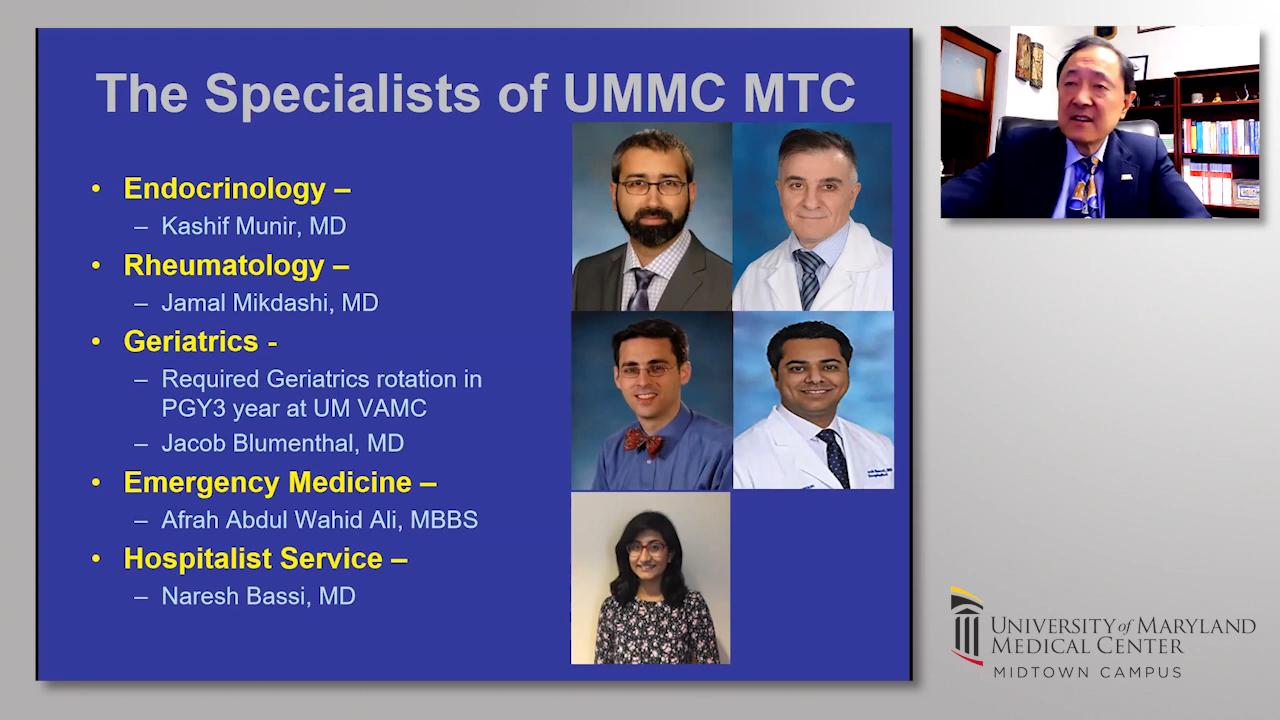 The Specialists of UMMC MTC
• Endocrinology –
– Kashif Munir, MD
• Rheumatology –
– Jamal Mikdashi, MD
• Geriatrics -
– Required Geriatrics rotation in
PGY3 year at UM VAMC
– Jacob Blumenthal, MD
• Emergency Medicine –
– Afrah Abdul Wahid Ali, MBBS
• Hospitalist Service –
– Naresh Bassi, MD
UNIVERSITY of MARYLAND
MEDICAL CENTER
MIDTOWN CAMPUS